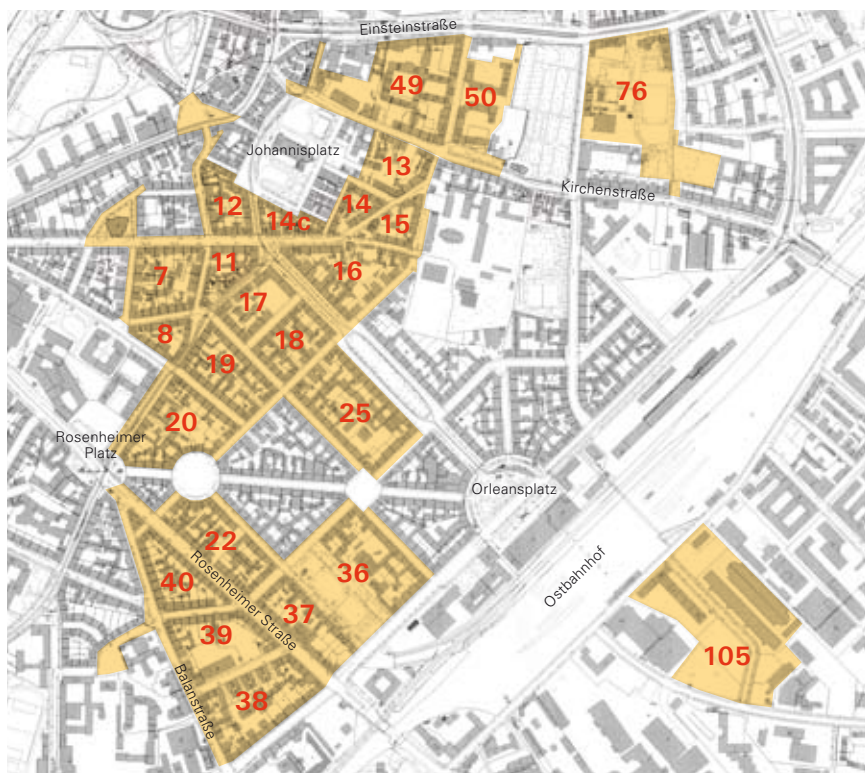 Einsteinstraße
49
50
76
Johannisplatz
13
Kirchenstraße
12
14
14c
15
7
11
16
17
8
18
19
25
20
Rosenheimer
Platz
Orleansplatz
22
Rosenheimer Straße
36
40
Ostbahnhof
37
39
105
Balanstraße
38